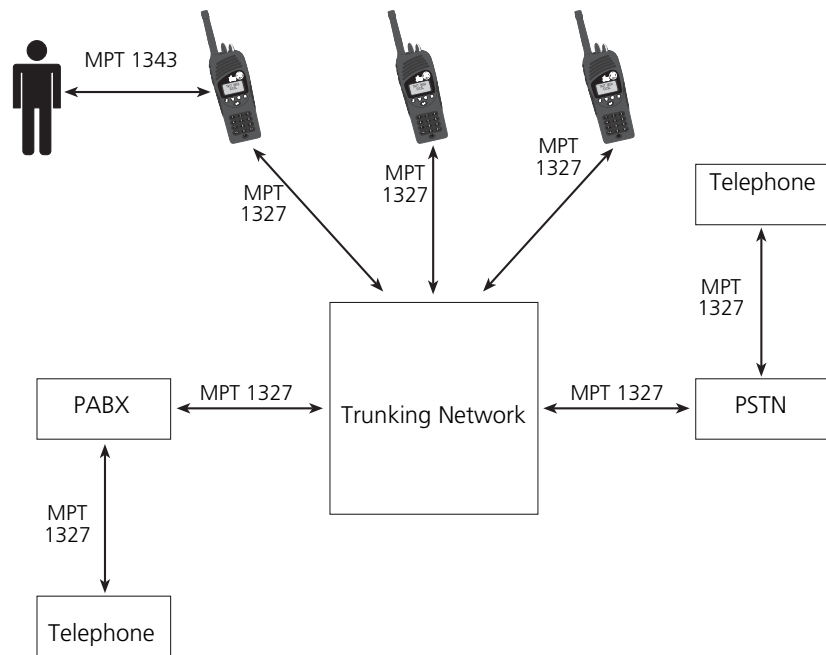 MPT 1343
MPT
1327
MPT
1327
MPT
1327
Telephone
MPT
1327
PABX
MPT 1327
Trunking Network
MPT 1327
PSTN
MPT
1327
Telephone